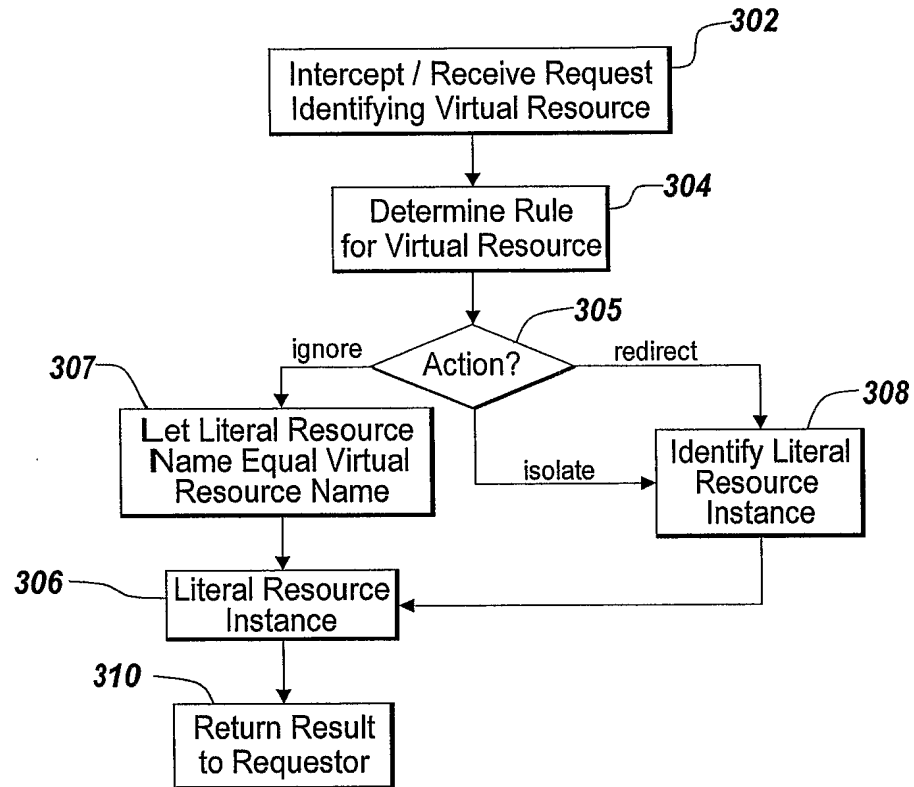 302
Intercept / Receive Request
Identifying Virtual Resource
304
Determine Rule
for Virtual Resource
305
Action?
ignore
redirect
isolate
307
Let Literal Resource
Name Equal Virtual
Resource Name
308
Identify Literal
Resource
Instance
306
Literal Resource
Instance
310
Return Result
to Requestor